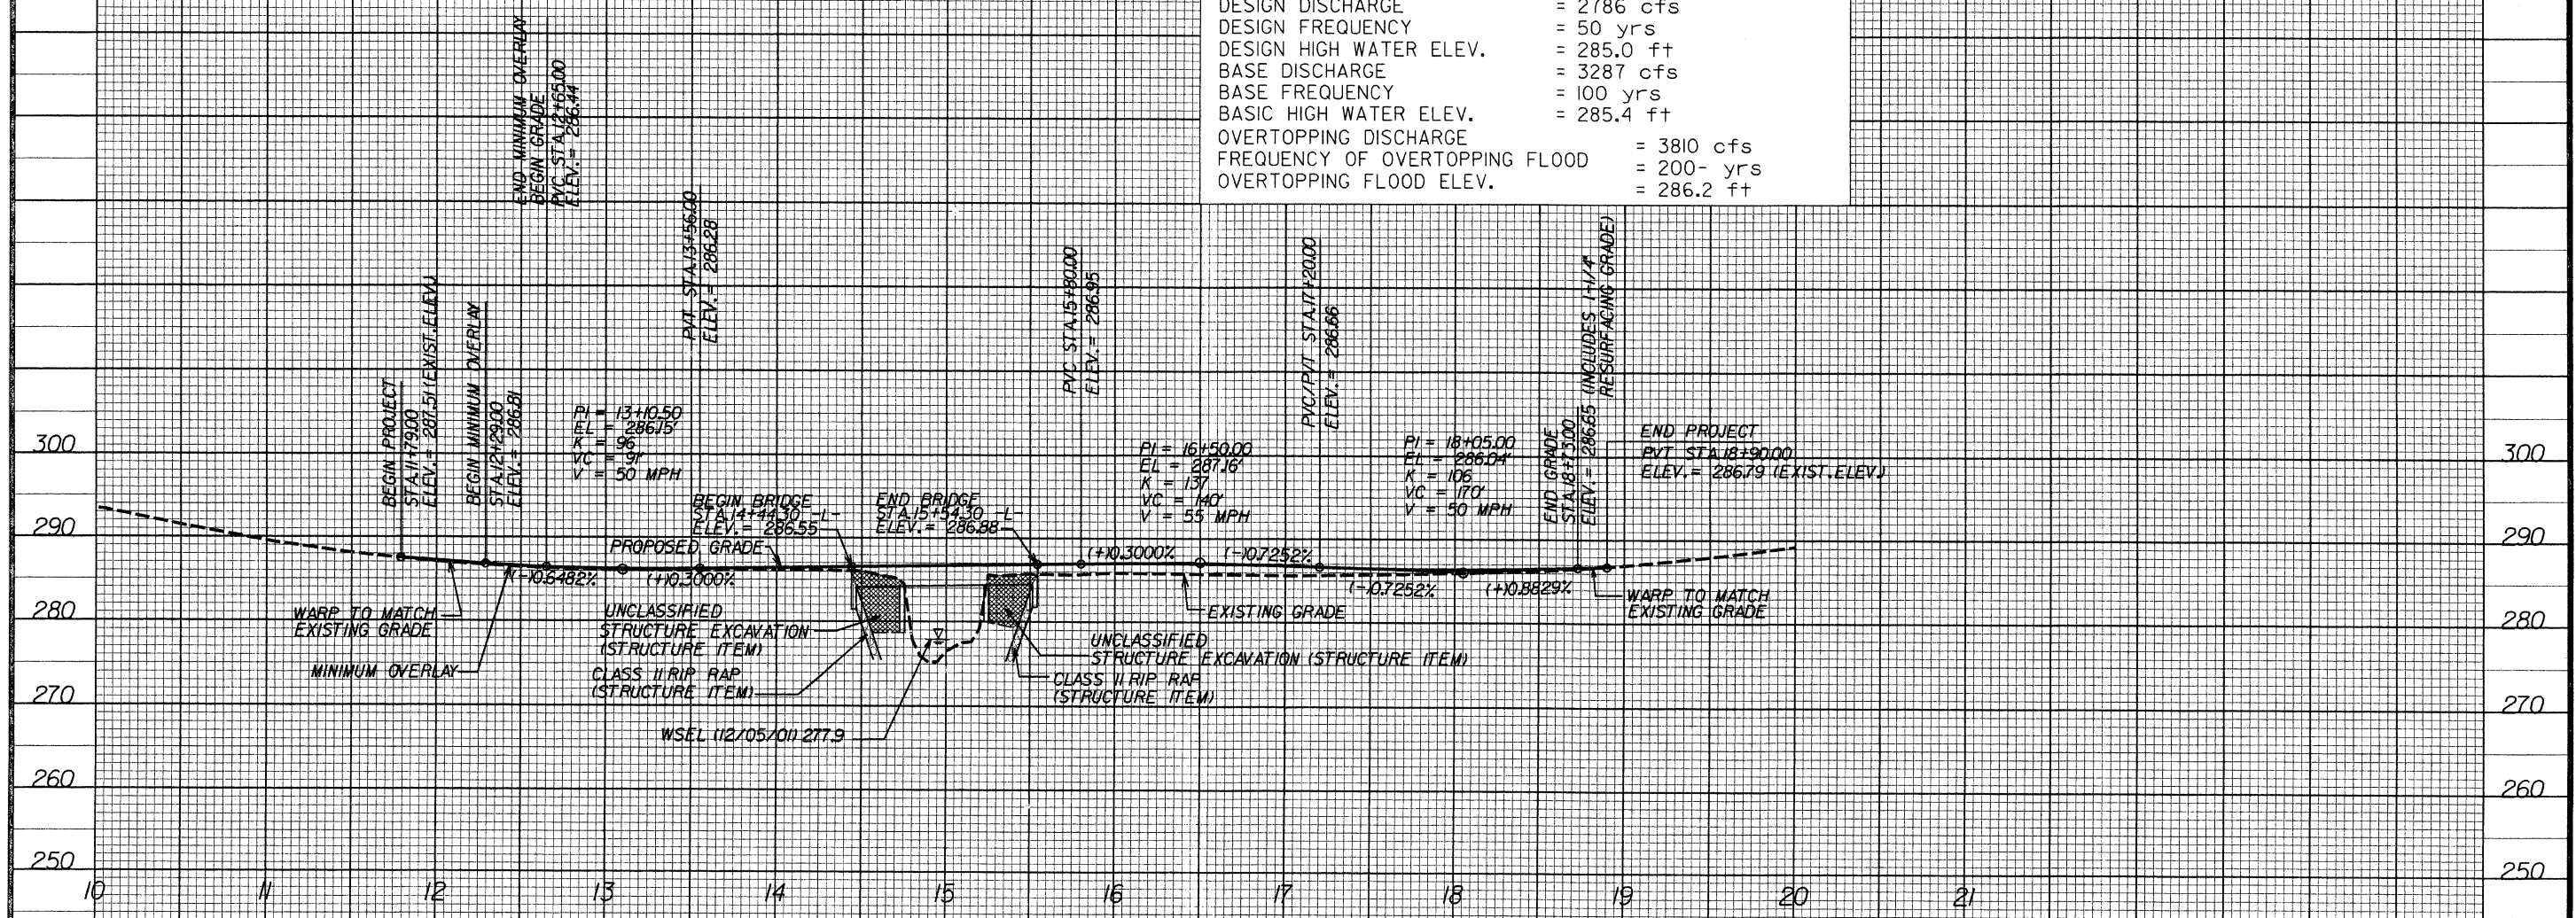 DESIGN DISCHARGE = 2786 cfs
DESIGN FREQUENCY = 50 yrs
DESIGN HIGH WATER ELEV. = 285.0 ft
BASE DISCHARGE = 3287 cfs
BASE FREQUENCY = 100 yrs
BASIC HIGH WATER ELEV. = 285.4 ft
OVERTOPPING DISCHARGE = 3810 cfs
FREQUENCY OF OVERTOPPING FLOOD = 200- yrs
OVERTOPPING FLOOD ELEV. = 286.2 ft
END MINIMUM OVERLAY
BEGIN GRADE
PVC STA.12+65.00
ELEV. = 286.44
PVT STA.13+56.00
ELEV. = 286.28
PVC STA.15+80.00
ELEV. = 286.95
PVC/PVT STA.17+20.00
ELEV. = 286.66
BEGIN PROJECT
STA.11+79.00
ELEV. = 287.51 (EXIST. ELEV.)
BEGIN MINIMUM OVERLAY
STA.12+29.00
ELEV. = 286.81
PI = 13+10.50
EL = 286.15'
K = 96
VC = 91'
V = 50 MPH
BEGIN BRIDGE
STA.14+44.30 -L-
ELEV. = 286.55
END BRIDGE
STA.15+54.30 -L-
ELEV. = 286.88
PI = 16+50.00
EL = 287.16'
K = 137
VC = 140'
V = 55 MPH
PI = 18+05.00
EL = 286.04'
K = 106
VC = 170'
V = 50 MPH
END GRADE
STA.18+73.00
ELEV. = 286.65 (INCLUDES 1-1/4"
RESURFACING GRADE)
END PROJECT
PVT STA.18+90.00
ELEV. = 286.79 (EXIST. ELEV.)
PROPOSED GRADE
(-)0.6482%
(+)0.3000%
(+)0.3000%
(-)0.7252%
(-)0.7252%
(+)0.8829%
WARP TO MATCH
EXISTING GRADE
MINIMUM OVERLAY
UNCLASSIFIED
STRUCTURE EXCAVATION
(STRUCTURE ITEM)
CLASS II RIP RAP
(STRUCTURE ITEM)
WSEL (12/05/01) 277.9
EXISTING GRADE
UNCLASSIFIED
STRUCTURE EXCAVATION (STRUCTURE ITEM)
CLASS II RIP RAP
(STRUCTURE ITEM)
WARP TO MATCH
EXISTING GRADE
300 300
290 290
280 280
270 270
260 260
250 250
10 11 12 13 14 15 16 17 18 19 20 21